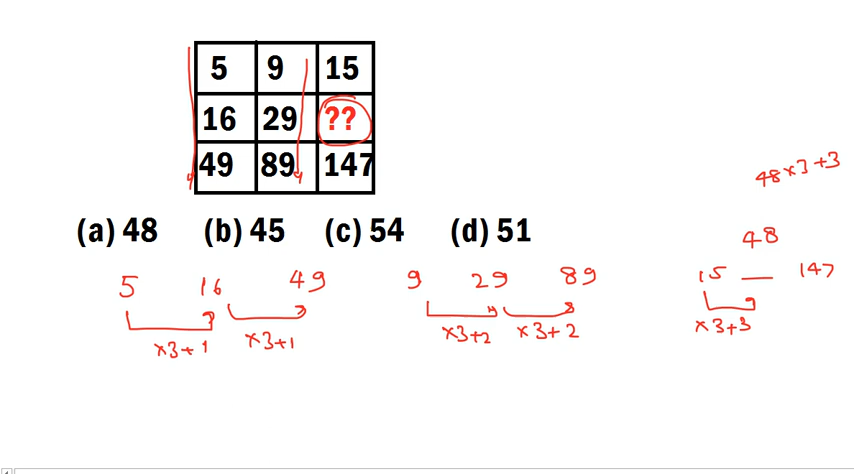 5 9 15
16 29 ??
49 89 147
48×3+3
(a) 48 (b) 45 (c) 54 (d) 51
48
5 16 49 9 29 89 15 __ 147
×3+1 ×3+1 ×3+2 ×3+2 ×3+3